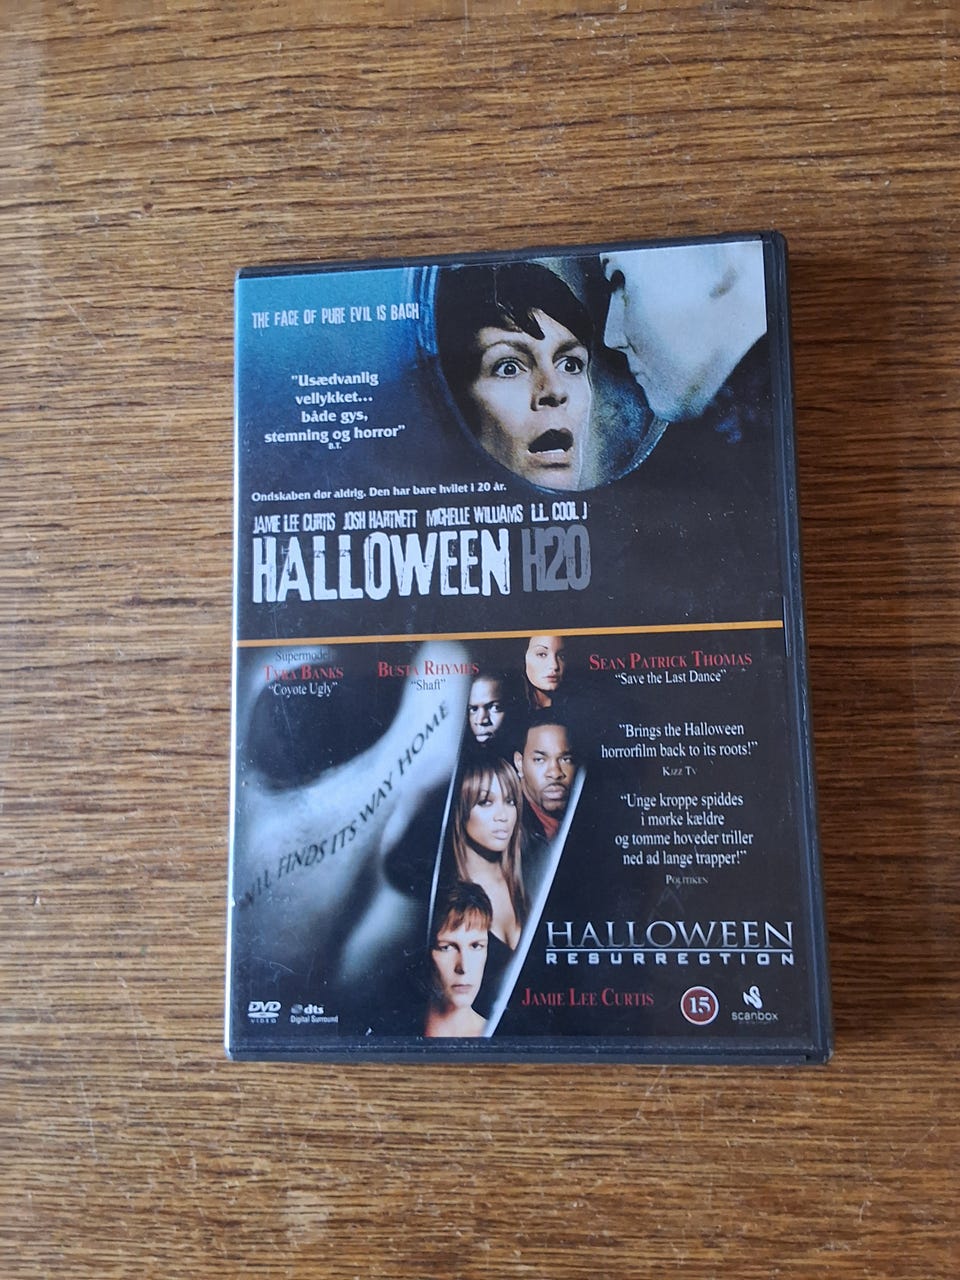 THE FACE OF PURE EVIL IS BACH
"Usædvanlig
vellykket...
både gys,
stemning og horror"
B.T.
Ondskaben dør aldrig. Den har bare hvilet i 20 år.
JAMIE LEE CURTIS JOSH HARTNETT MICHELLE WILLIAMS L.L. COOL J
HALLOWEEN H20
Supermodel
TYRA BANKS
"Coyote Ugly"
BUSTA RHYMES
"Shaft"
SEAN PATRICK THOMAS
"Save the Last Dance"
EVIL FINDS ITS WAY HOME
"Brings the Halloween
horrorfilm back to its roots!"
KIZZ TV
"Unge kroppe spiddes
i mørke kældre
og tomme hoveder triller
ned ad lange trapper!"
POLITIKEN
HALLOWEEN
RESURRECTION
JAMIE LEE CURTIS
15
scanbox
DVD
VIDEO
dts
Digital Surround